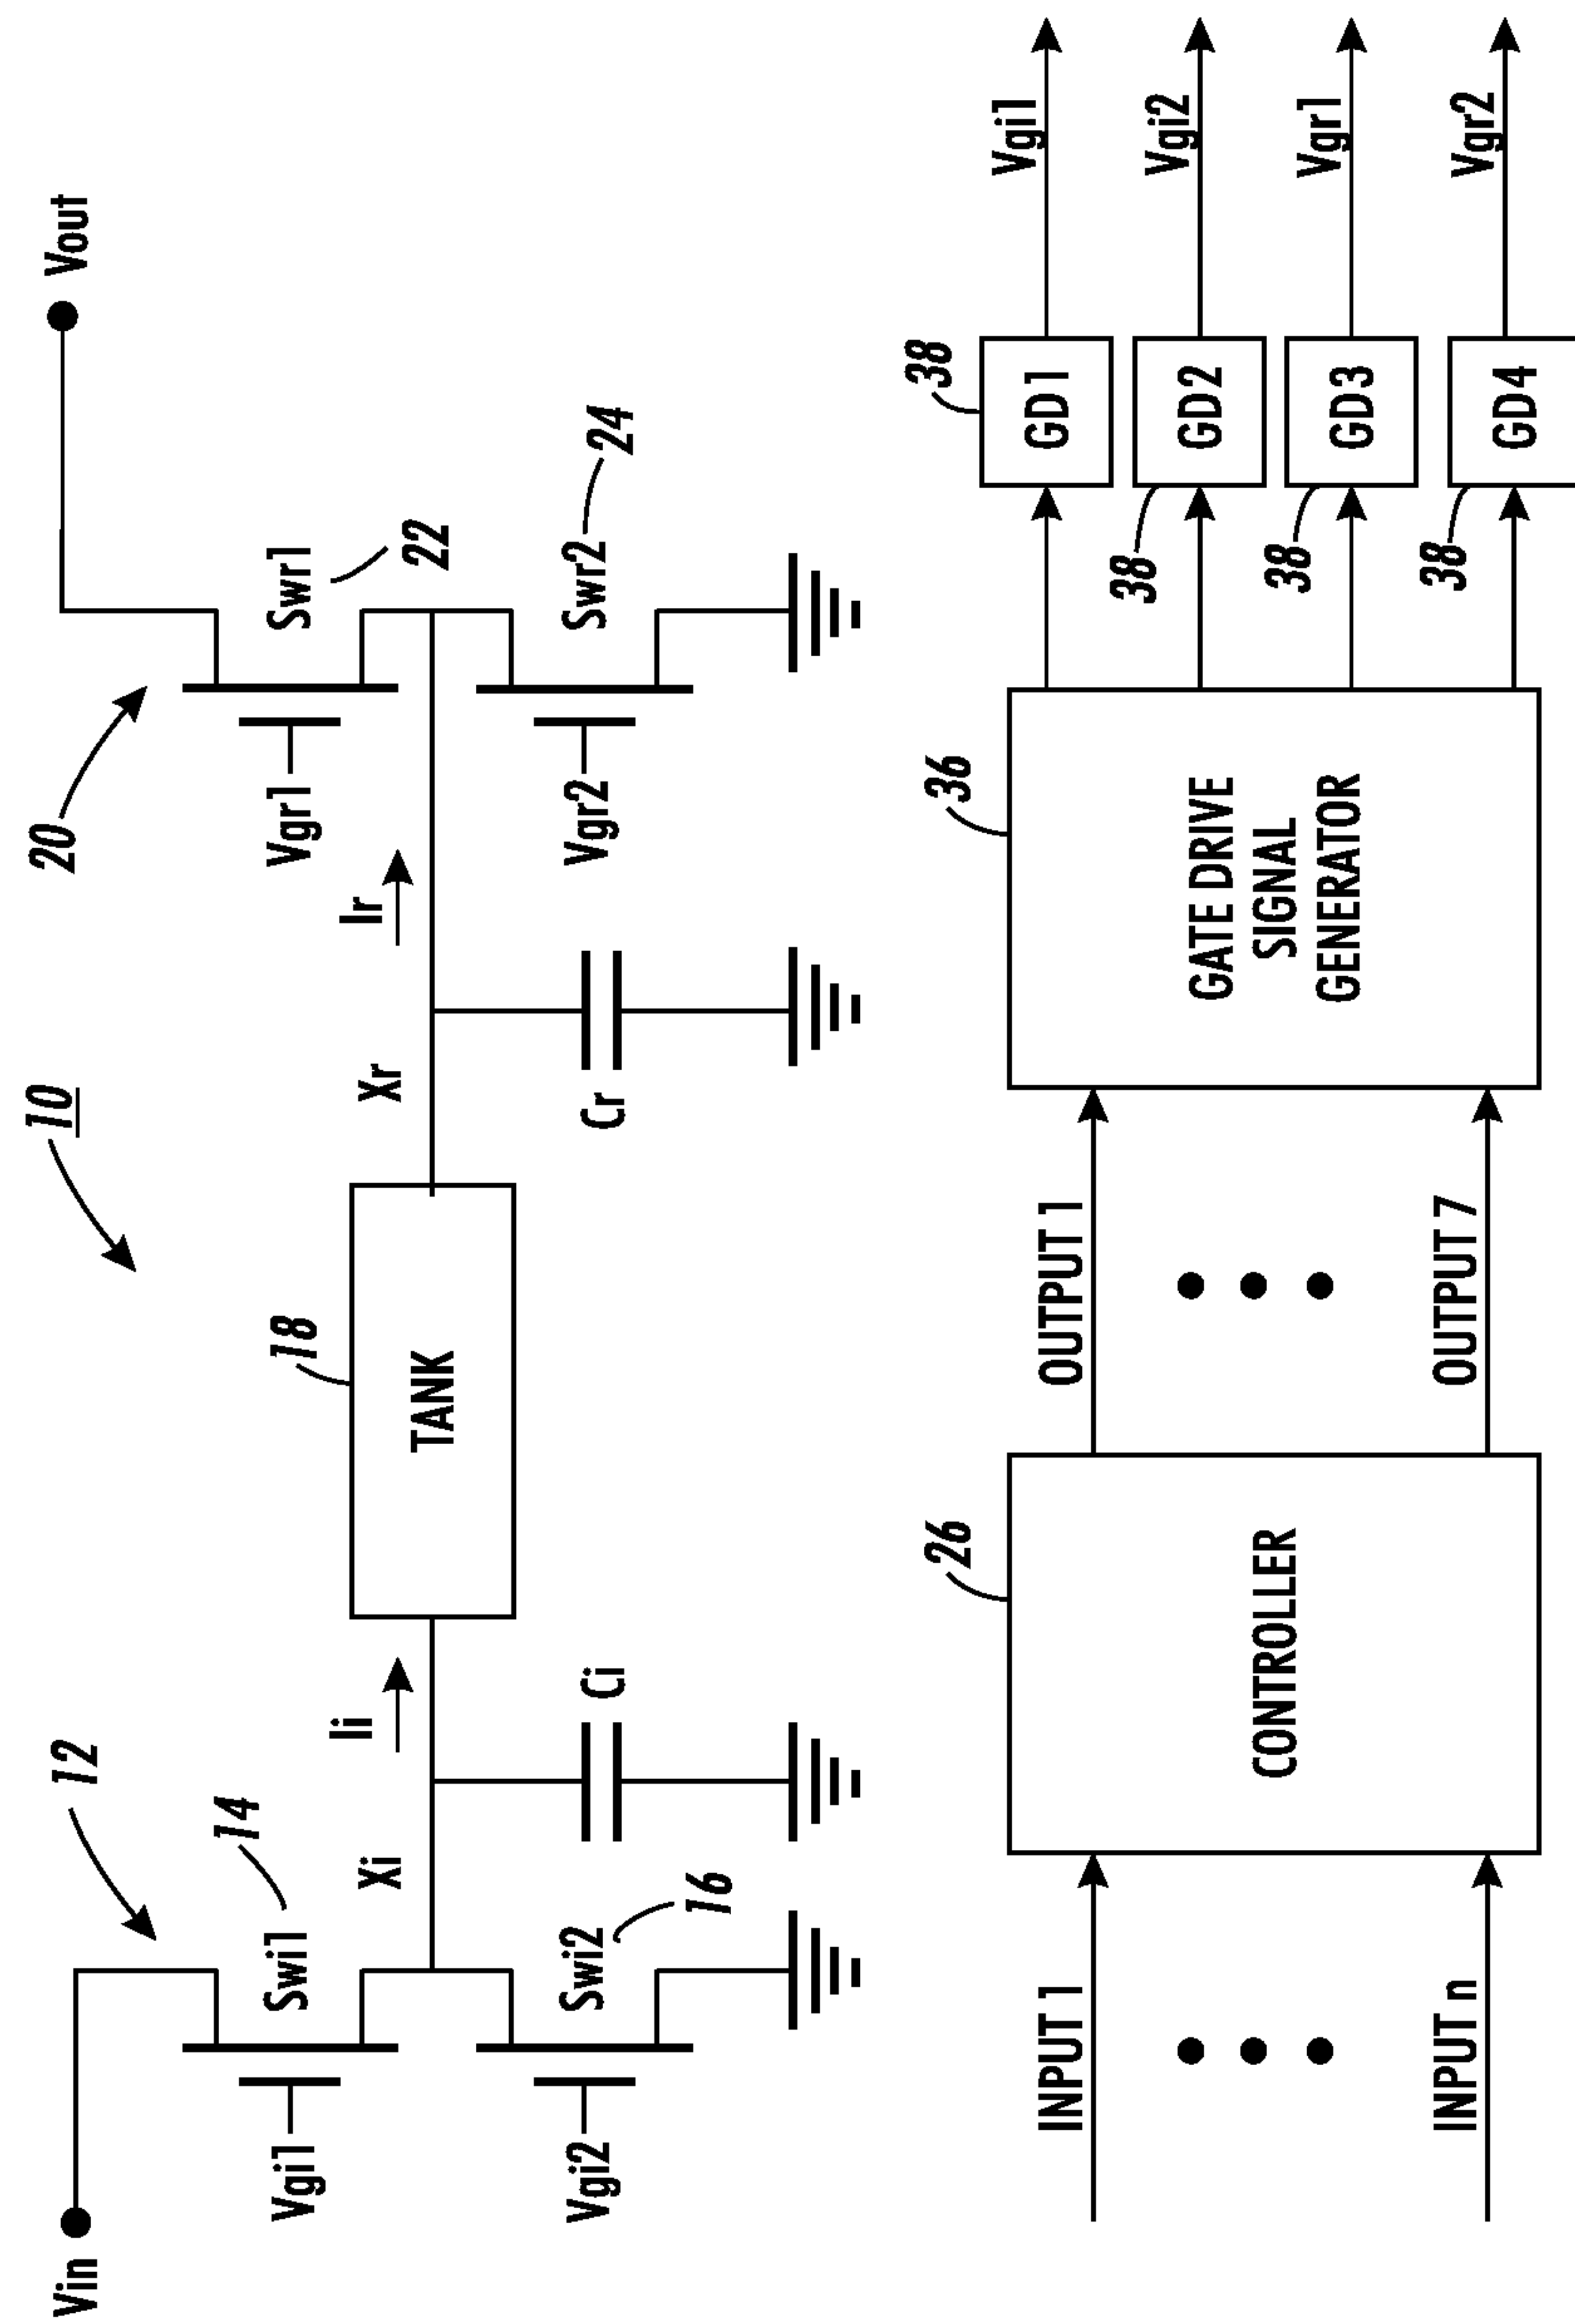 10
12
20
Vin
Vout
14
Swi1
Vgi1
Xi
Ii
18
TANK
Xr
Ir
Vgr1
Swr1
22
Vgi2
Swi2
16
Ci
Cr
Vgr2
Swr2
24
26
36
38
INPUT 1
CONTROLLER
OUTPUT 1
GATE DRIVE
SIGNAL
GENERATOR
GD1
Vgi1
38
GD2
Vgi2
38
GD3
Vgr1
INPUT n
OUTPUT 7
38
GD4
Vgr2